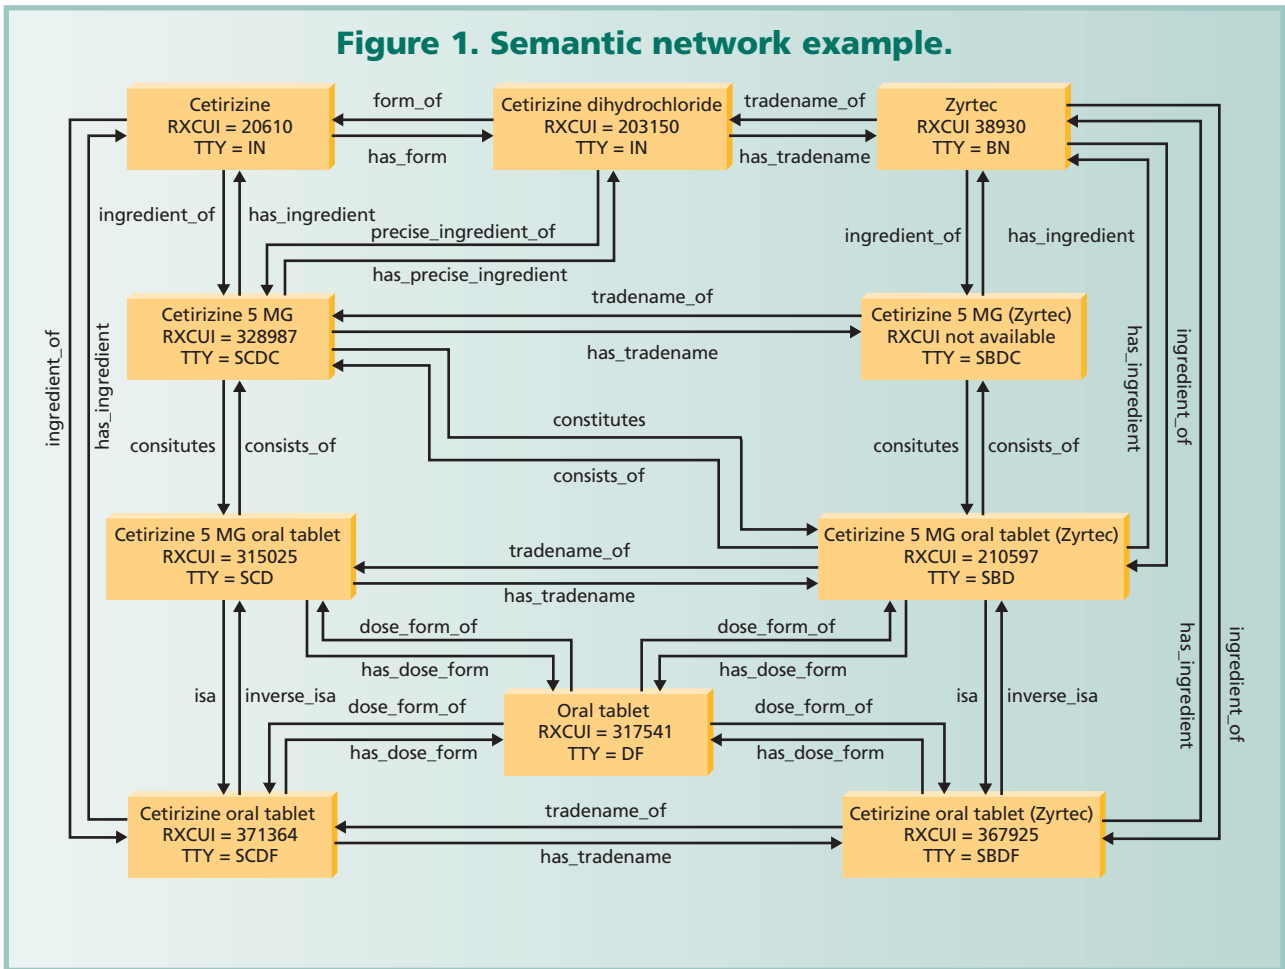 Figure 1. Semantic network example.
Cetirizine
RXCUI = 20610
TTY = IN
form_of
has_form
Cetirizine dihydrochloride
RXCUI = 203150
TTY = IN
tradename_of
has_tradename
Zyrtec
RXCUI 38930
TTY = BN
ingredient_of
has_ingredient
precise_ingredient_of
has_precise_ingredient
ingredient_of
has_ingredient
Cetirizine 5 MG
RXCUI = 328987
TTY = SCDC
tradename_of
has_tradename
Cetirizine 5 MG (Zyrtec)
RXCUI not available
TTY = SBDC
ingredient_of
has_ingredient
has_ingredient
ingredient_of
consitutes
consists_of
constitutes
consists_of
consitutes
consists_of
Cetirizine 5 MG oral tablet
RXCUI = 315025
TTY = SCD
tradename_of
has_tradename
Cetirizine 5 MG oral tablet (Zyrtec)
RXCUI = 210597
TTY = SBD
dose_form_of
has_dose_form
dose_form_of
has_dose_form
has_ingredient
ingredient_of
isa
inverse_isa
dose_form_of
has_dose_form
Oral tablet
RXCUI = 317541
TTY = DF
dose_form_of
has_dose_form
isa
inverse_isa
Cetirizine oral tablet
RXCUI = 371364
TTY = SCDF
tradename_of
has_tradename
Cetirizine oral tablet (Zyrtec)
RXCUI = 367925
TTY = SBDF